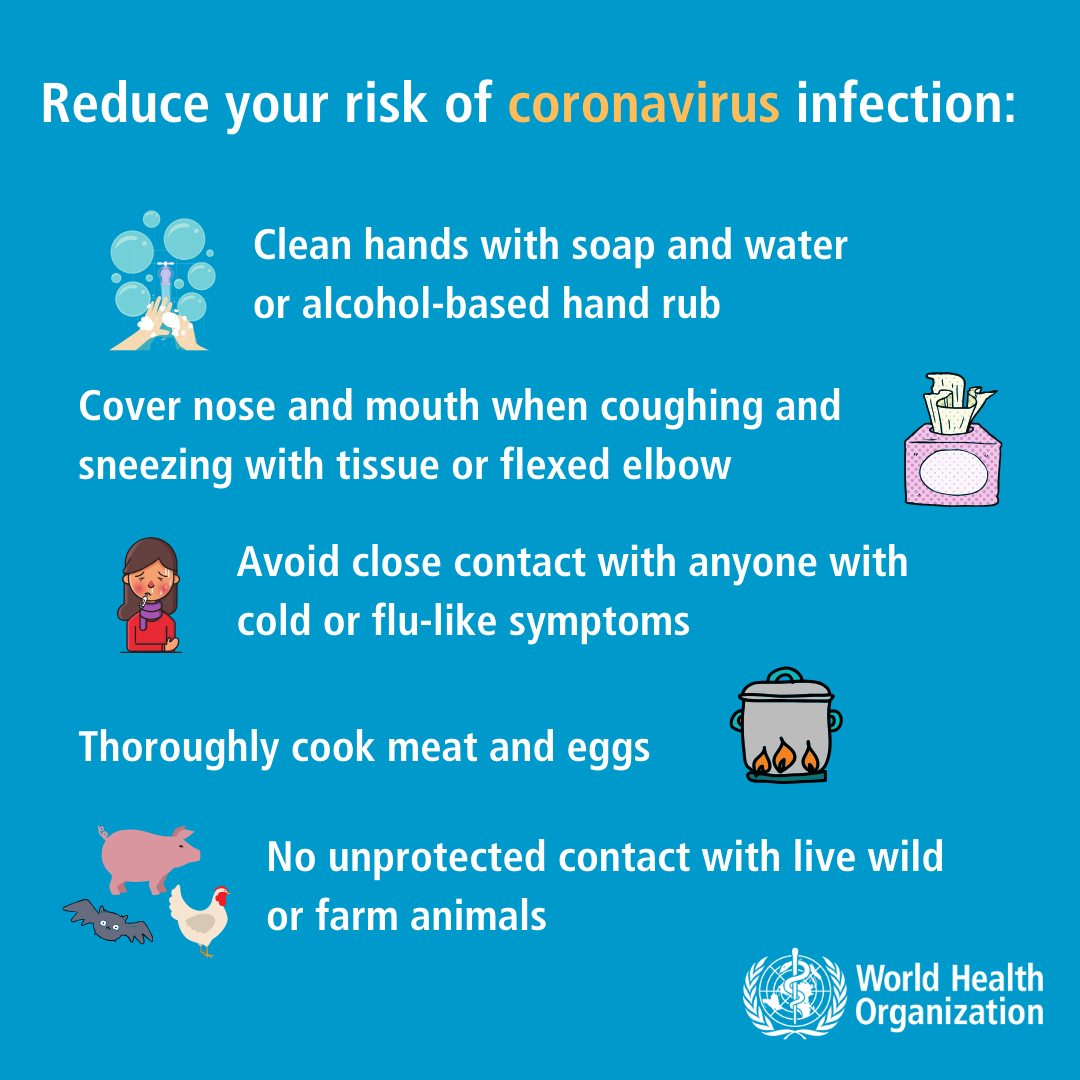 Reduce your risk of coronavirus infection:
Clean hands with soap and water
or alcohol-based hand rub
Cover nose and mouth when coughing and
sneezing with tissue or flexed elbow
Avoid close contact with anyone with
cold or flu-like symptoms
Thoroughly cook meat and eggs
No unprotected contact with live wild
or farm animals
World Health
Organization